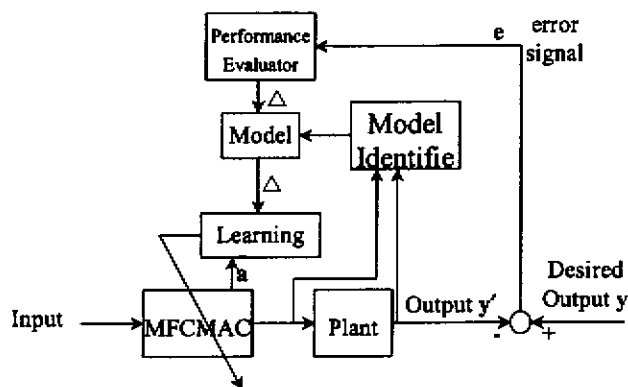 Performance
Evaluator
e
error
signal
△
Model
Model
Identifie
△
Learning
a
Desired
Output y
Input
MFCMAC
Plant
Output y'
-
+